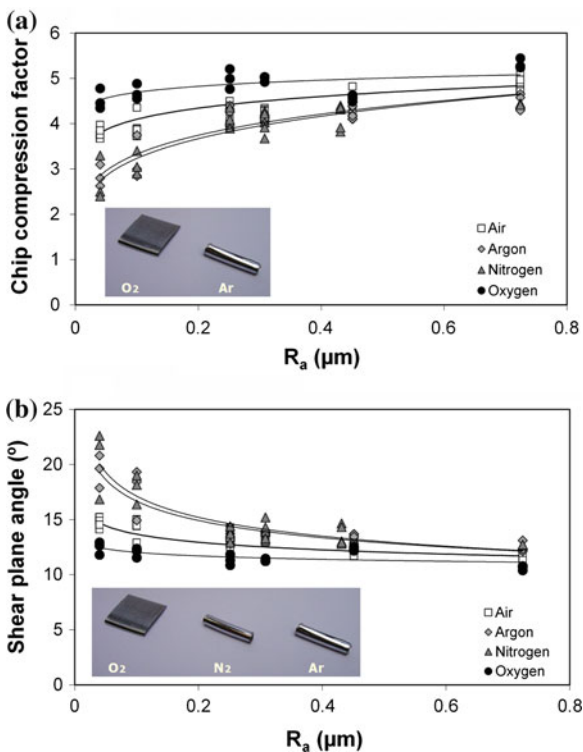 (a)
Chip compression factor
6
5
4
3
2
1
0
Air
Argon
Nitrogen
Oxygen
O₂ Ar
0 0.2 0.4 0.6 0.8
Rₐ (µm)
(b)
Shear plane angle (º)
25
20
15
10
5
0
Air
Argon
Nitrogen
Oxygen
O₂ N₂ Ar
0 0.2 0.4 0.6 0.8
Rₐ (µm)